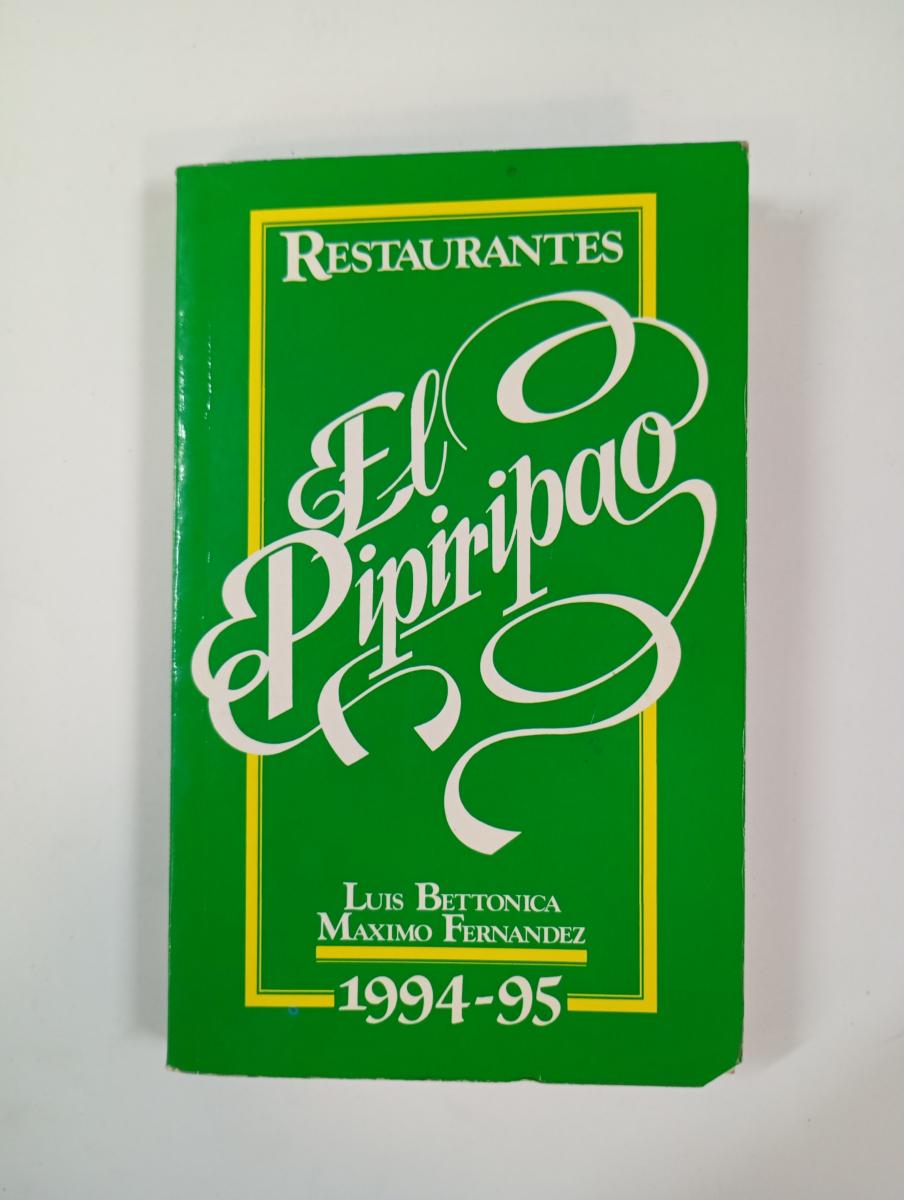 RESTAURANTES
El
Pipiripao
LUIS BETTONICA
MAXIMO FERNANDEZ
1994-95